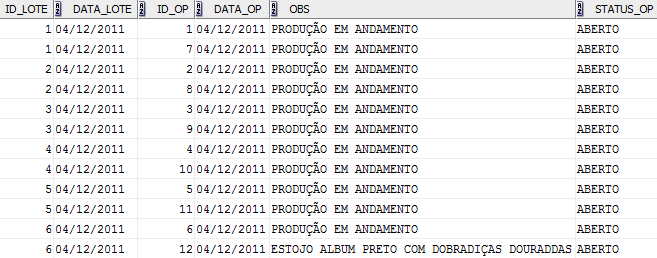 ID_LOTE DATA_LOTE ID_OP DATA_OP OBS STATUS_OP
1 04/12/2011 1 04/12/2011 PRODUÇÃO EM ANDAMENTO ABERTO
1 04/12/2011 7 04/12/2011 PRODUÇÃO EM ANDAMENTO ABERTO
2 04/12/2011 2 04/12/2011 PRODUÇÃO EM ANDAMENTO ABERTO
2 04/12/2011 8 04/12/2011 PRODUÇÃO EM ANDAMENTO ABERTO
3 04/12/2011 3 04/12/2011 PRODUÇÃO EM ANDAMENTO ABERTO
3 04/12/2011 9 04/12/2011 PRODUÇÃO EM ANDAMENTO ABERTO
4 04/12/2011 4 04/12/2011 PRODUÇÃO EM ANDAMENTO ABERTO
4 04/12/2011 10 04/12/2011 PRODUÇÃO EM ANDAMENTO ABERTO
5 04/12/2011 5 04/12/2011 PRODUÇÃO EM ANDAMENTO ABERTO
5 04/12/2011 11 04/12/2011 PRODUÇÃO EM ANDAMENTO ABERTO
6 04/12/2011 6 04/12/2011 PRODUÇÃO EM ANDAMENTO ABERTO
6 04/12/2011 12 04/12/2011 ESTOJO ALBUM PRETO COM DOBRADIÇAS DOURADDAS ABERTO